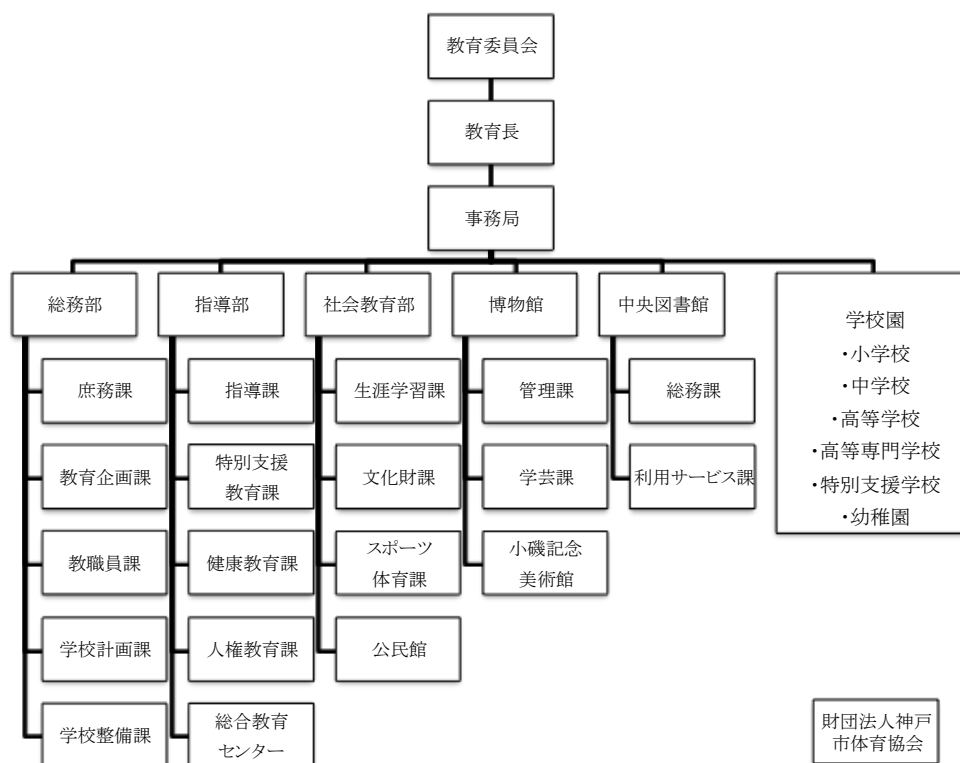 教育委員会
教育長
事務局
総務部
指導部
社会教育部
博物館
中央図書館
学校園
・小学校
・中学校
・高等学校
・高等専門学校
・特別支援学校
・幼稚園
庶務課
教育企画課
教職員課
学校計画課
学校整備課
指導課
特別支援
教育課
健康教育課
人権教育課
総合教育
センター
生涯学習課
文化財課
スポーツ
体育課
公民館
管理課
学芸課
小磯記念
美術館
総務課
利用サービス課
財団法人神戸
市体育協会